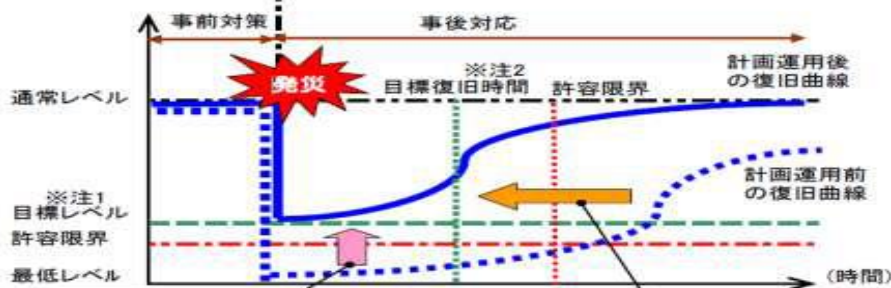 事前対策
事後対応
発災
※注2
目標復旧時間
許容限界
計画運用後
の復旧曲線
通常レベル
計画運用前
の復旧曲線
※注1
目標レベル
許容限界
最低レベル
(時間)